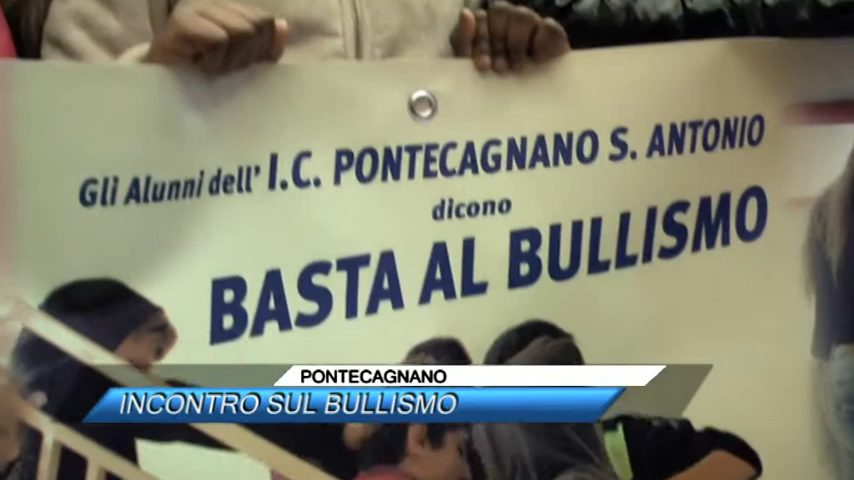 Gli Alunni dell' I.C. PONTECAGNANO S. ANTONIO
dicono
BASTA AL BULLISMO
PONTECAGNANO
INCONTRO SUL BULLISMO